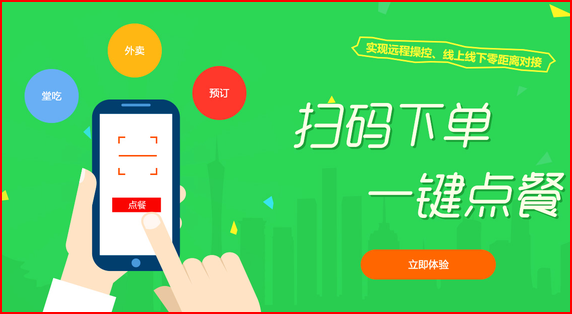 外卖
堂吃
预订
点餐
实现远程操控、线上线下零距离对接
扫码下单
一键点餐
立即体验